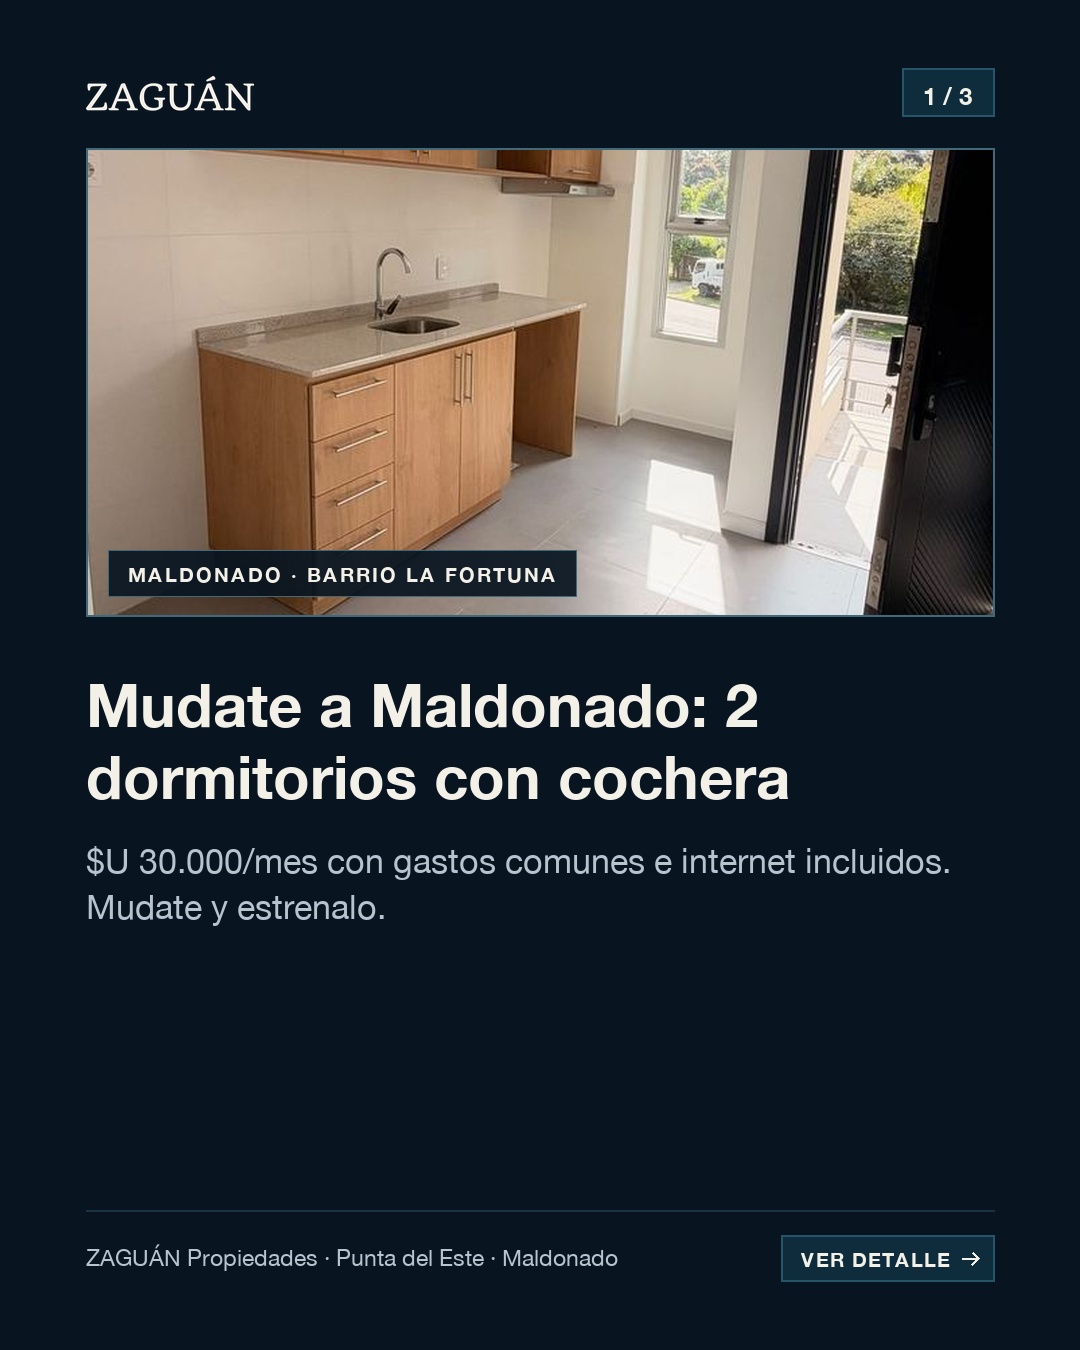 ZAGUÁN
1 / 3
MALDONADO · BARRIO LA FORTUNA
Mudate a Maldonado: 2
dormitorios con cochera
$U 30.000/mes con gastos comunes e internet incluidos.
Mudate y estrenalo.
ZAGUÁN Propiedades · Punta del Este · Maldonado
VER DETALLE →